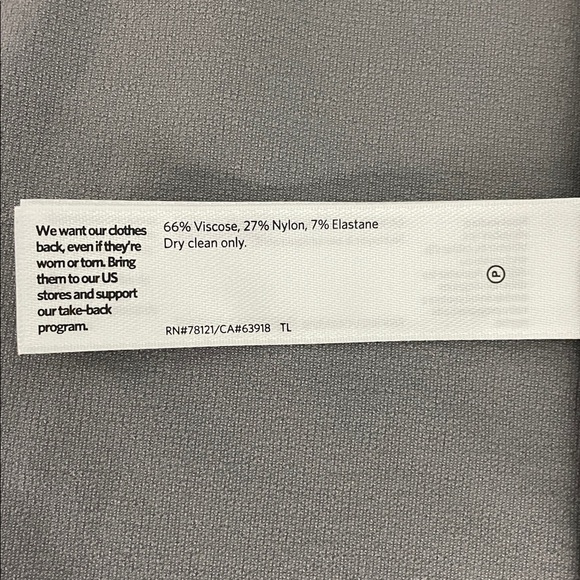 We want our clothes
back, even if they're
worn or torn. Bring
them to our US
stores and support
our take-back
program.
66% Viscose, 27% Nylon, 7% Elastane
Dry clean only.
P
RN#78121/CA#63918 TL